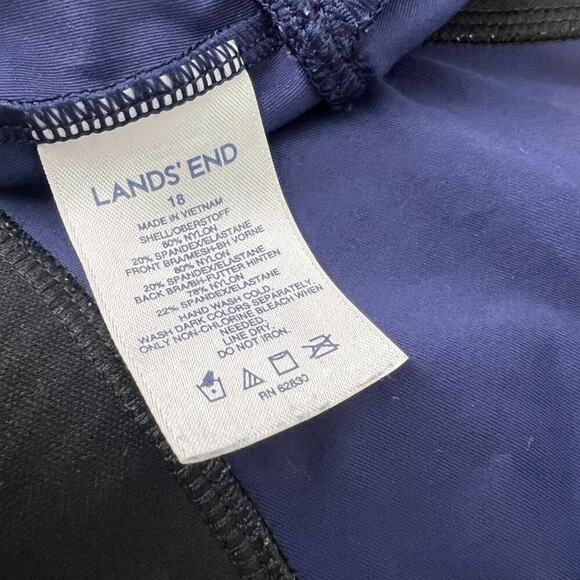 LANDS' END
18
MADE IN VIETNAM
SHELL/OBERSTOFF
80% NYLON
20% SPANDEX/ELASTANE
FRONT BRA/MESH-BH VORNE
80% NYLON
20% SPANDEX/ELASTANE
BACK BRA/BH-FUTTER-HINTEN
78% NYLON
22% SPANDEX/ELASTANE
HAND WASH COLD.
WASH DARK COLORS SEPARATELY.
ONLY NON-CHLORINE BLEACH WHEN
NEEDED.
LINE DRY.
DO NOT IRON.
RN 62830